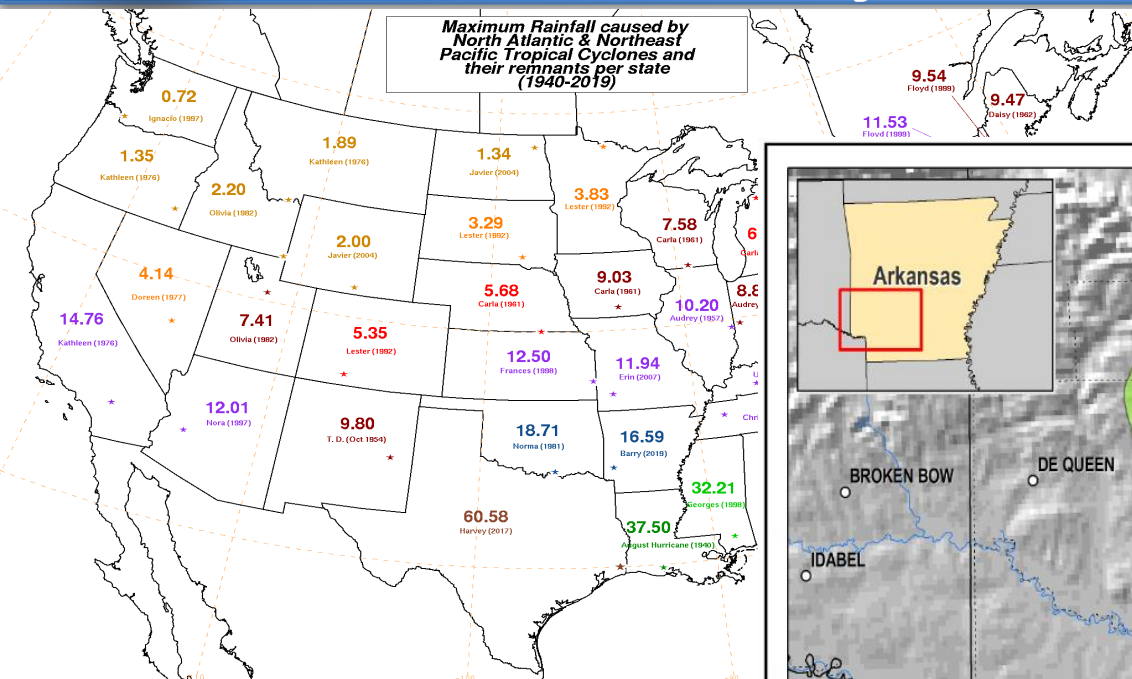 Maximum Rainfall caused by
North Atlantic & Northeast
Pacific Tropical Cyclones and
their remnants per state
(1940-2019)
9.54
Floyd (1999)
9.47
Daisy (1962)
11.53
Floyd (1999)
0.72
Ignacio (1997)
1.35
Kathleen (1976)
2.20
Olivia (1982)
1.89
Kathleen (1976)
1.34
Javier (2004)
3.83
Lester (1992)
3.29
Lester (1992)
2.00
Javier (2004)
7.58
Carla (1961)
6
Carla
4.14
Doreen (1977)
14.76
Kathleen (1976)
7.41
Olivia (1982)
5.35
Lester (1992)
5.68
Carla (1961)
9.03
Carla (1961)
10.20
Audrey (1957)
8.8
Audrey
12.50
Frances (1998)
11.94
Erin (2007)
Chri
12.01
Nora (1997)
9.80
T. D. (Oct 1954)
18.71
Norma (1981)
16.59
Barry (2019)
32.21
Georges (1998)
60.58
Harvey (2017)
37.50
August Hurricane (1940)
Arkansas
BROKEN BOW
DE QUEEN
IDABEL